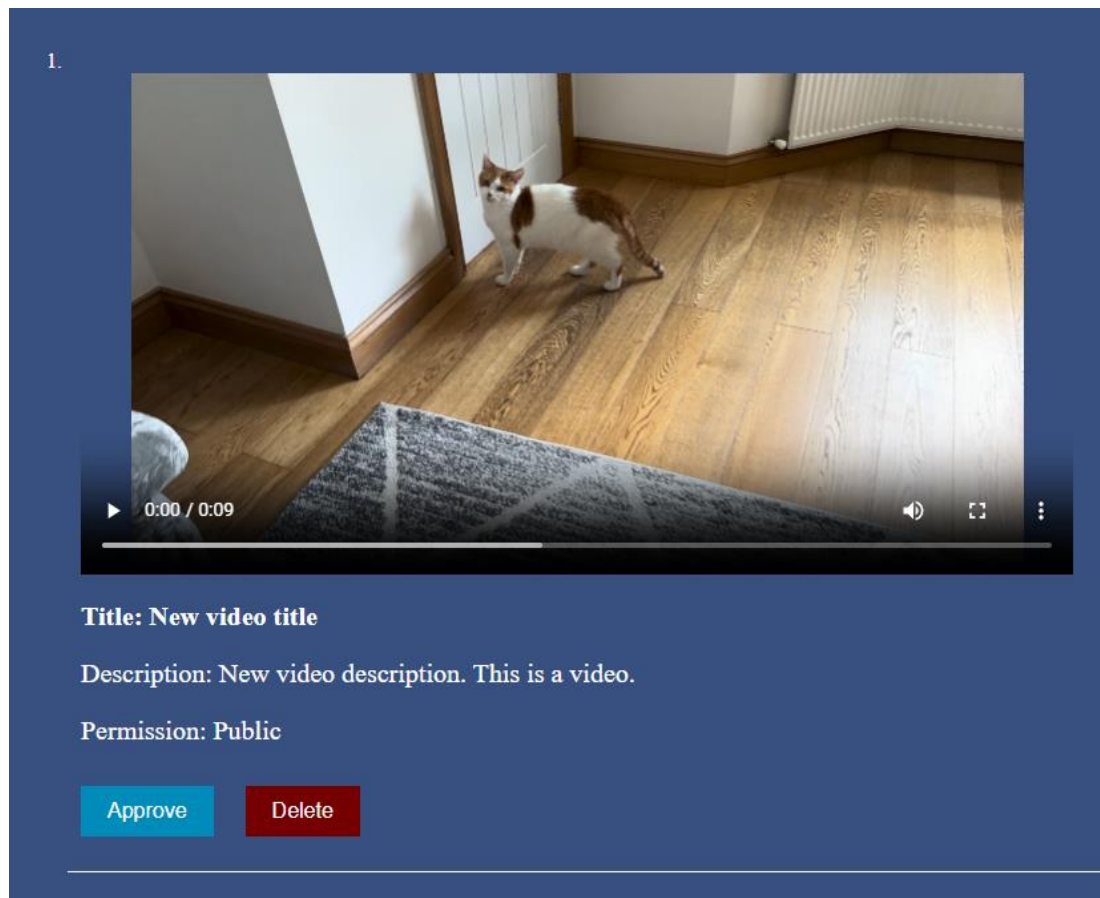 1.
0:00 / 0:09
Title: New video title
Description: New video description. This is a video.
Permission: Public
Approve Delete